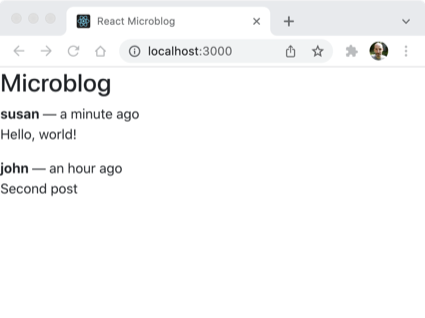 React Microblog
localhost:3000
Microblog
susan — a minute ago
Hello, world!
john — an hour ago
Second post